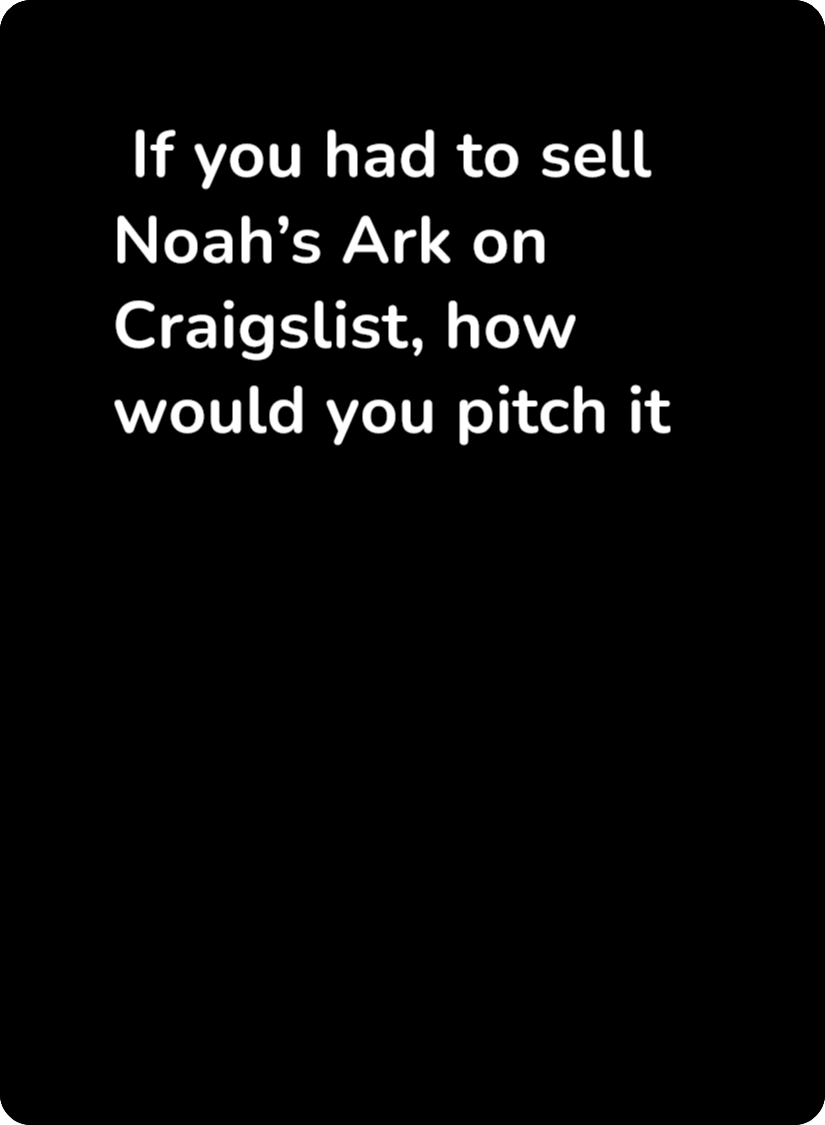 If you had to sell
Noah’s Ark on
Craigslist, how
would you pitch it